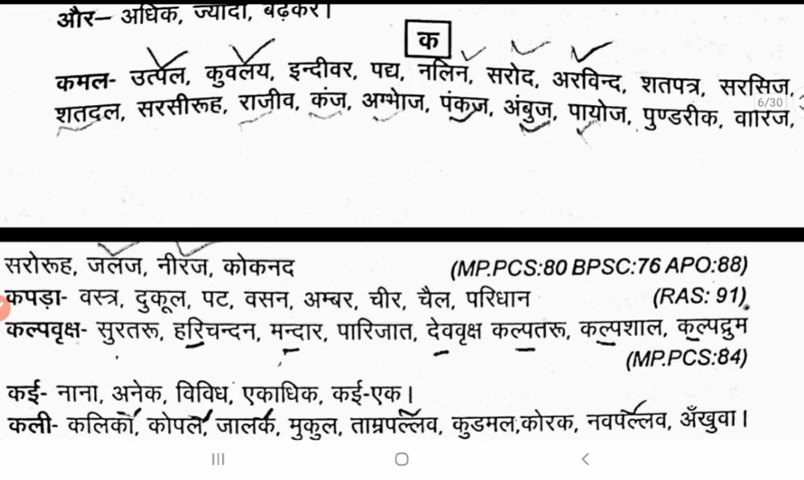 और– अधिक, ज्यादा, बढ़कर।
क
कमल- उत्पल, कुवलय, इन्दीवर, पद्य, नलिन, सरोद, अरविन्द, शतपत्र, सरसिज,
6/30
शतदल, सरसीरूह, राजीव, कंज, अम्भोज, पंकज, अंबुज, पायोज, पुण्डरीक, वारिज,
सरोरूह, जलज, नीरज, कोकनद (MP.PCS:80 BPSC:76 APO:88)
कपड़ा- वस्त्र, दुकूल, पट, वसन, अम्बर, चीर, चैल, परिधान (RAS: 91)
कल्पवृक्ष- सुरतरू, हरिचन्दन, मन्दार, पारिजात, देववृक्ष कल्पतरू, कल्पशाल, कल्पद्रुम
(MP.PCS:84)
कई- नाना, अनेक, विविध, एकाधिक, कई-एक।
कली- कलिका, कोपल, जालक, मुकुल, ताम्रपल्लव, कुडमल,कोरक, नवपल्लव, अँखुवा।